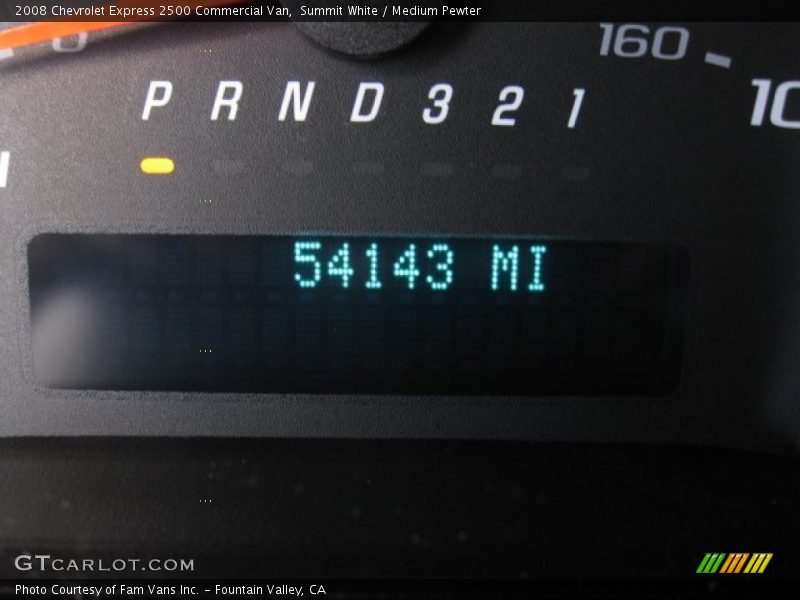 2008 Chevrolet Express 2500 Commercial Van, Summit White / Medium Pewter
0 160
P R N D 3 2 1
54143 MI
GTCARLOT.COM
Photo Courtesy of Fam Vans Inc. - Fountain Valley, CA